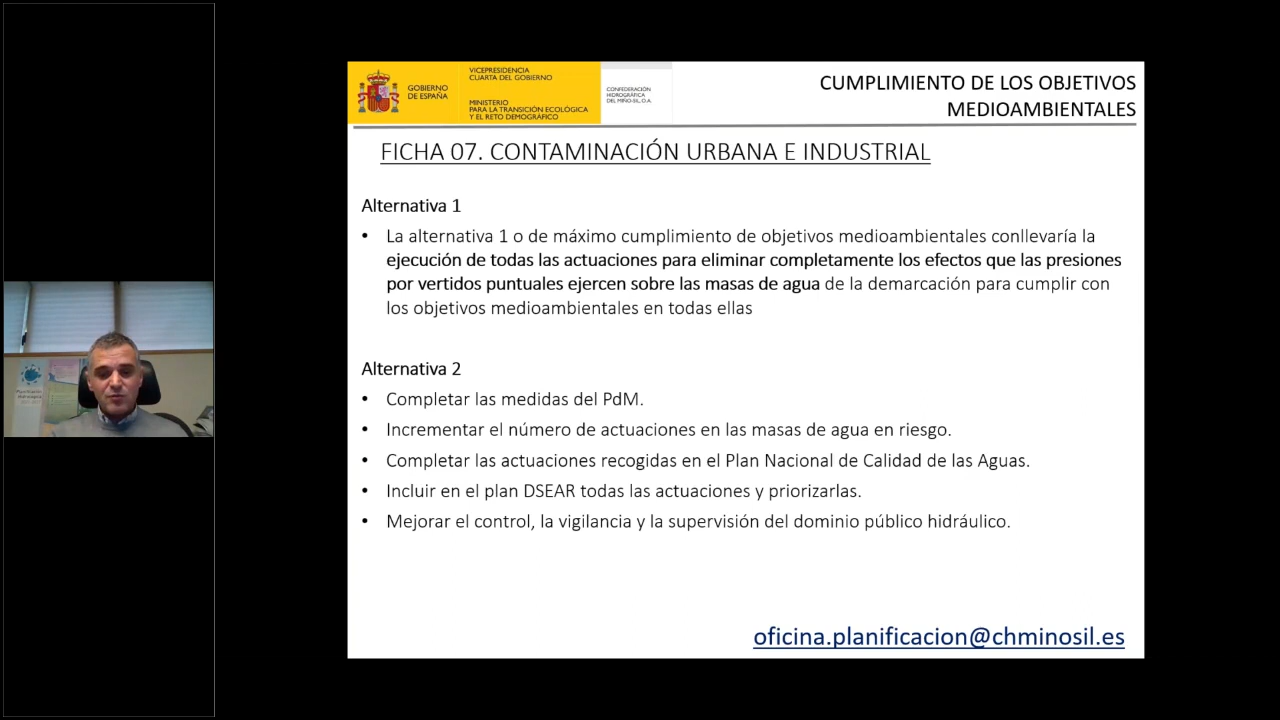 GOBIERNO
DE ESPAÑA
VICEPRESIDENCIA
CUARTA DEL GOBIERNO
MINISTERIO
PARA LA TRANSICIÓN ECOLÓGICA
Y EL RETO DEMOGRÁFICO
CONFEDERACIÓN
HIDROGRÁFICA
DEL MIÑO-SIL, O.A.
CUMPLIMIENTO DE LOS OBJETIVOS
MEDIOAMBIENTALES
FICHA 07. CONTAMINACIÓN URBANA E INDUSTRIAL
Alternativa 1
• La alternativa 1 o de máximo cumplimiento de objetivos medioambientales conllevaría la
ejecución de todas las actuaciones para eliminar completamente los efectos que las presiones
por vertidos puntuales ejercen sobre las masas de agua de la demarcación para cumplir con
los objetivos medioambientales en todas ellas
Alternativa 2
• Completar las medidas del PdM.
• Incrementar el número de actuaciones en las masas de agua en riesgo.
• Completar las actuaciones recogidas en el Plan Nacional de Calidad de las Aguas.
• Incluir en el plan DSEAR todas las actuaciones y priorizarlas.
• Mejorar el control, la vigilancia y la supervisión del dominio público hidráulico.
oficina.planificacion@chminosil.es